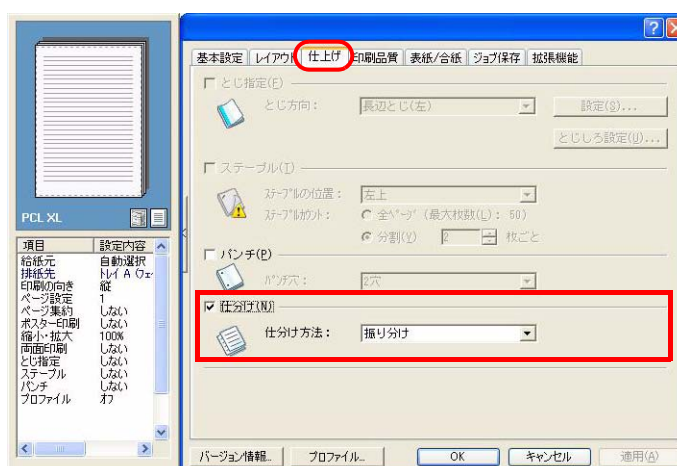 基本設定 レイアウト 仕上げ 印刷品質 表紙/合紙 ジョブ保存 拡張機能
とじ指定(F)
とじ方向: 長辺とじ(左) 設定(S)...
とじしろ設定(U)...
ステープル(T)
ステープルの位置: 左上
ステープルカウント: 全ページ (最大枚数(L): 50)
分割(Y) 2 枚ごと
パンチ(P)
パンチ穴: 2穴
仕分け(N)
仕分け方法: 振り分け
PCL XL
項目 設定内容
給紙元 自動選択
排紙先 トレイ A (フェ
印刷の向き 縦
ページ設定 1
ページ集約 しない
ポスター印刷 しない
縮小・拡大 100%
両面印刷 しない
とじ指定 しない
ステープル しない
パンチ しない
プロファイル オフ
バージョン情報... プロファイル... OK キャンセル 適用(A)